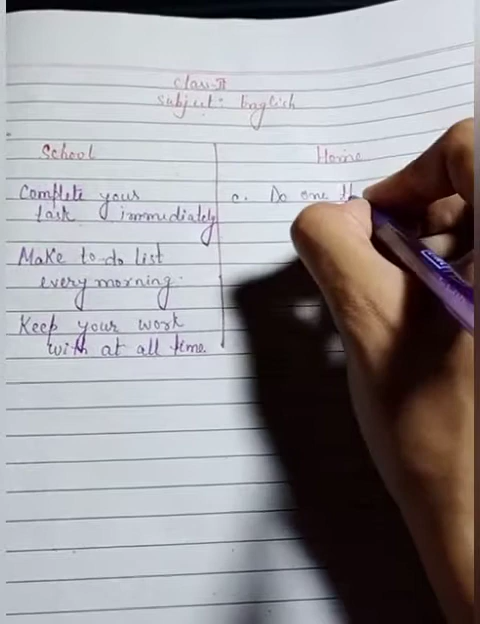 Class-II
Subject: English
School
Home
Complete your
task immediately
Make to-do list
every morning.
Keep your work
with at all time.
c. Do one